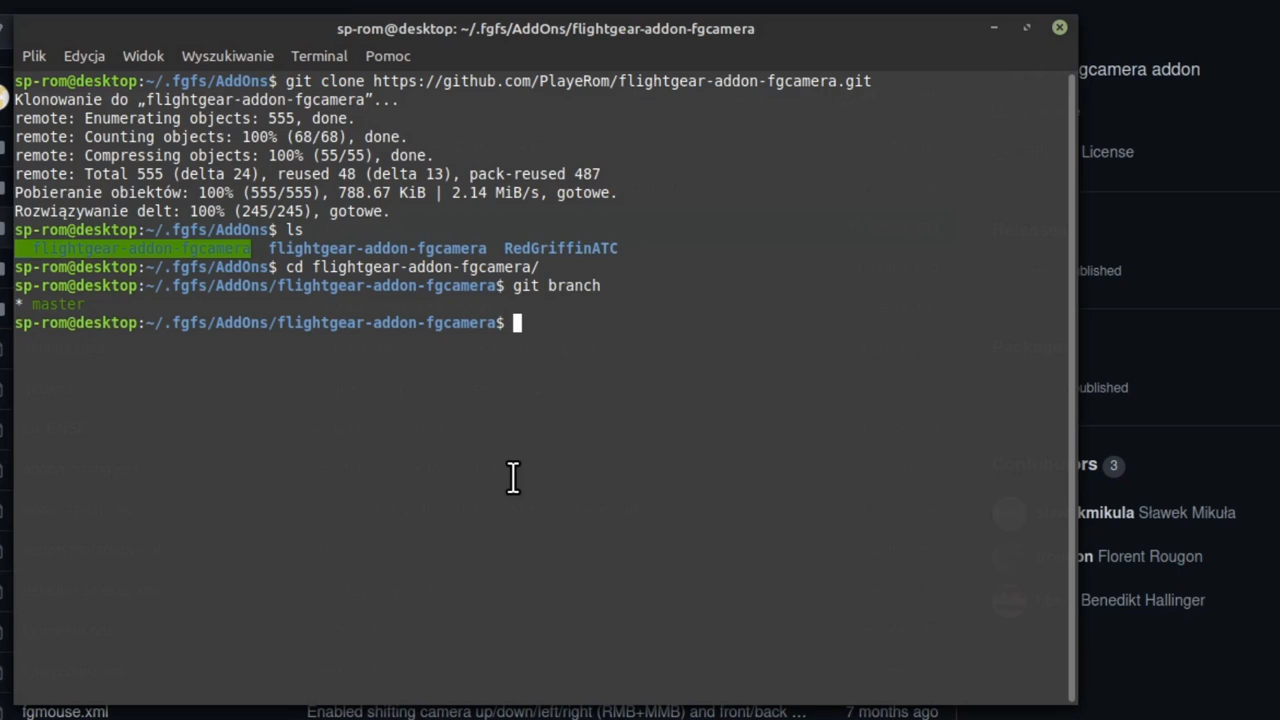 sp-rom@desktop: ~/.fgfs/AddOns/flightgear-addon-fgcamera
Plik Edycja Widok Wyszukiwanie Terminal Pomoc
sp-rom@desktop:~/.fgfs/AddOns$ git clone https://github.com/PlayeRom/flightgear-addon-fgcamera.git
Klonowanie do „flightgear-addon-fgcamera”...
remote: Enumerating objects: 555, done.
remote: Counting objects: 100% (68/68), done.
remote: Compressing objects: 100% (55/55), done.
remote: Total 555 (delta 24), reused 48 (delta 13), pack-reused 487
Pobieranie obiektów: 100% (555/555), 788.67 KiB | 2.14 MiB/s, gotowe.
Rozwiązywanie delt: 100% (245/245), gotowe.
sp-rom@desktop:~/.fgfs/AddOns$ ls
flightgear-addon-fgcamera flightgear-addon-fgcamera RedGriffinATC
sp-rom@desktop:~/.fgfs/AddOns$ cd flightgear-addon-fgcamera/
sp-rom@desktop:~/.fgfs/AddOns/flightgear-addon-fgcamera$ git branch
* master
sp-rom@desktop:~/.fgfs/AddOns/flightgear-addon-fgcamera$
gcamera addon
License
ublished
ublished
Contributors 3
kmikula Sławek Mikuła
on Florent Rougon
Benedikt Hallinger
fgmouse.xml Enabled shifting camera up/down/left/right (RMB+MMB) and front/back ... 7 months ago